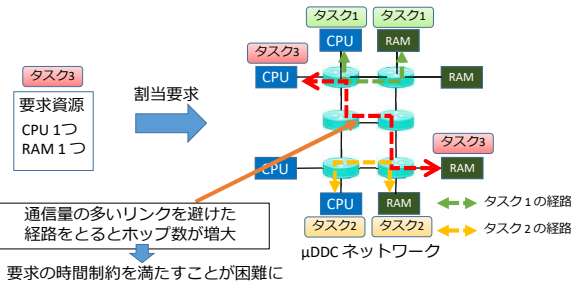 タスク1 タスク1
CPU RAM
タスク3
CPU RAM
タスク3
要求資源
CPU 1つ
RAM 1つ
割当要求
タスク3
CPU RAM
CPU RAM
タスク2 タスク2
μDDC ネットワーク
タスク1の経路
タスク2の経路
通信量の多いリンクを避けた
経路をとるとホップ数が増大
要求の時間制約を満たすことが困難に